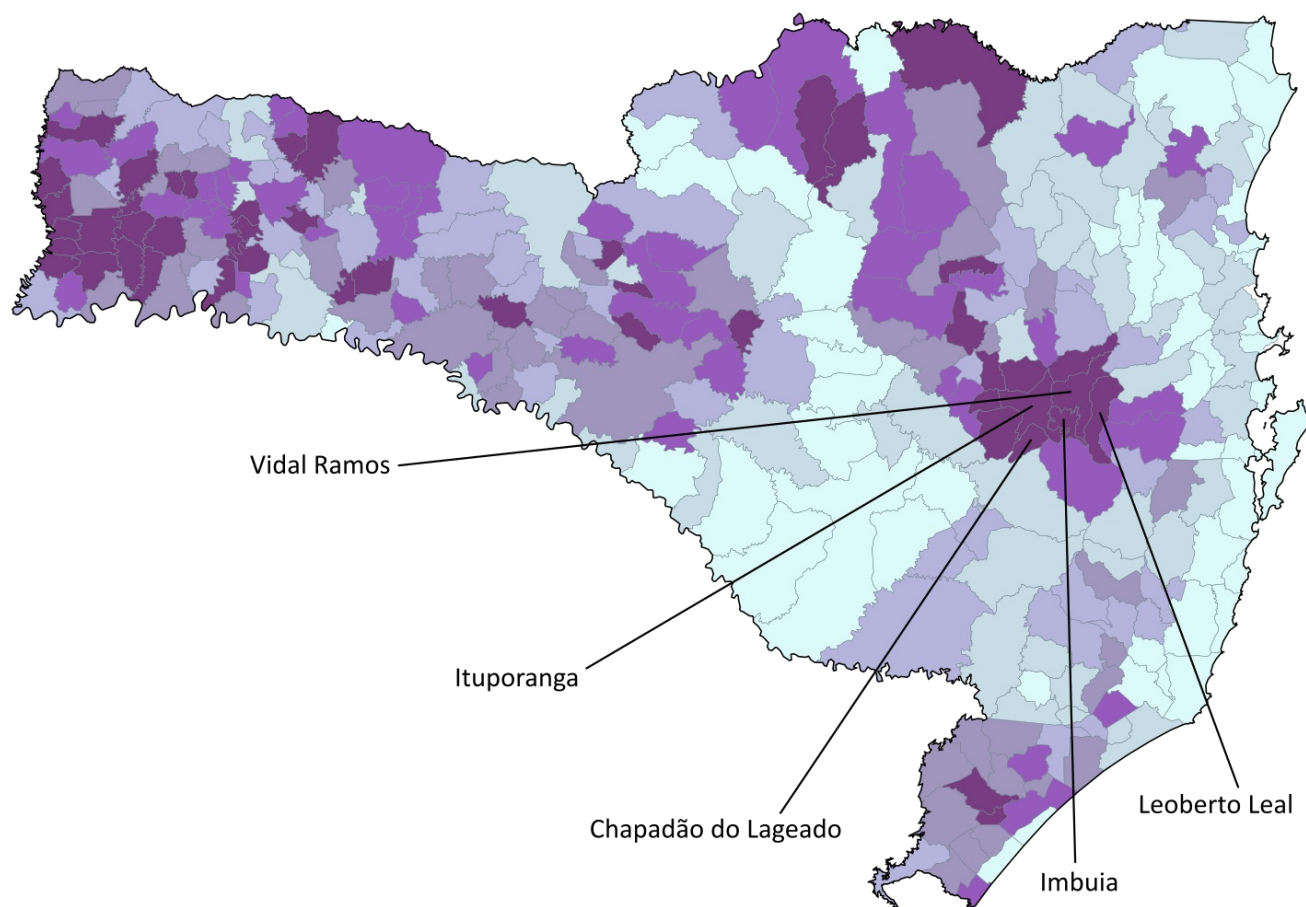 Vidal Ramos
Ituporanga
Chapadão do Lageado
Leoberto Leal
Imbuia